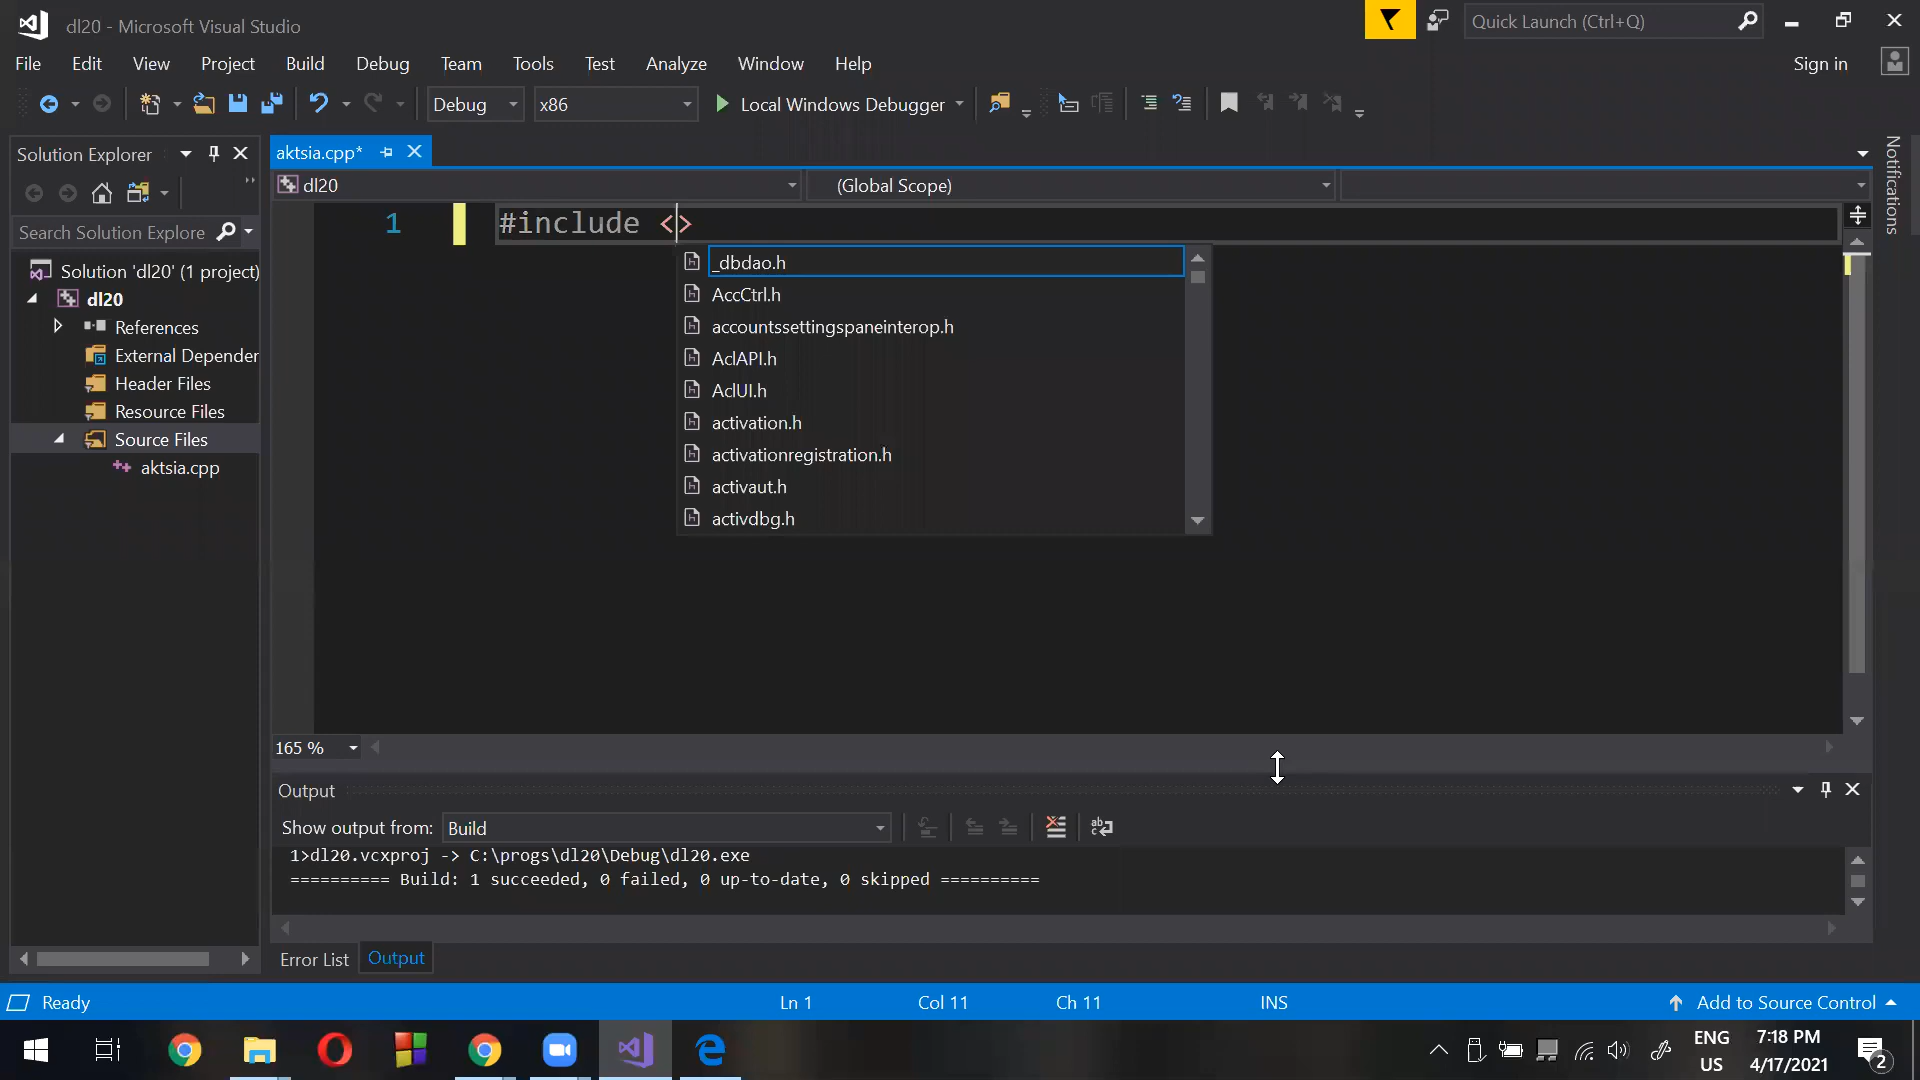 dl20 - Microsoft Visual Studio
Quick Launch (Ctrl+Q)
File Edit View Project Build Debug Team Tools Test Analyze Window Help
Sign in
Debug x86 Local Windows Debugger
Solution Explorer
aktsia.cpp*
Notifications
dl20 (Global Scope)
Search Solution Explore
1 #include <>
Solution 'dl20' (1 project)
dl20
References
External Depender
Header Files
Resource Files
Source Files
aktsia.cpp
_dbdao.h
AccCtrl.h
accountssettingspaneinterop.h
AclAPI.h
AclUI.h
activation.h
activationregistration.h
activaut.h
activdbg.h
165 %
Output
Show output from: Build
1>dl20.vcxproj -> C:\progs\dl20\Debug\dl20.exe
========== Build: 1 succeeded, 0 failed, 0 up-to-date, 0 skipped ==========
Error List Output
Ready Ln 1 Col 11 Ch 11 INS Add to Source Control
ENG 7:18 PM
US 4/17/2021
2